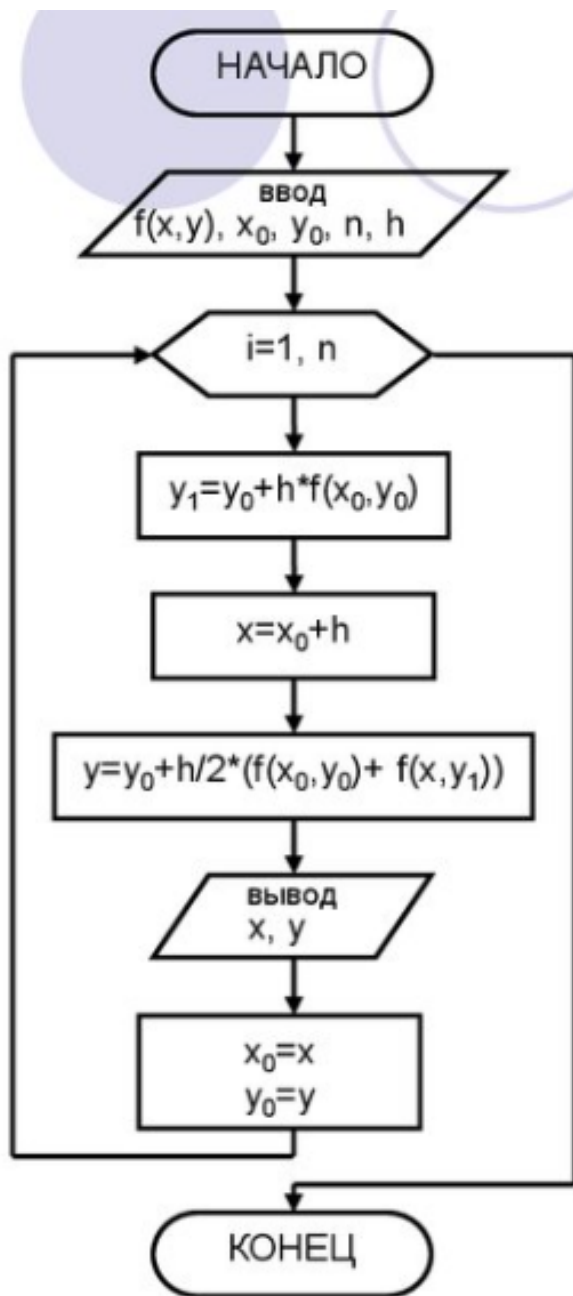 НАЧАЛО
ввод
f(x,y), x₀, y₀, n, h
i=1, n
y₁=y₀+h*f(x₀,y₀)
x=x₀+h
y=y₀+h/2*(f(x₀,y₀)+ f(x,y₁))
вывод
x, y
x₀=x
y₀=y
КОНЕЦ